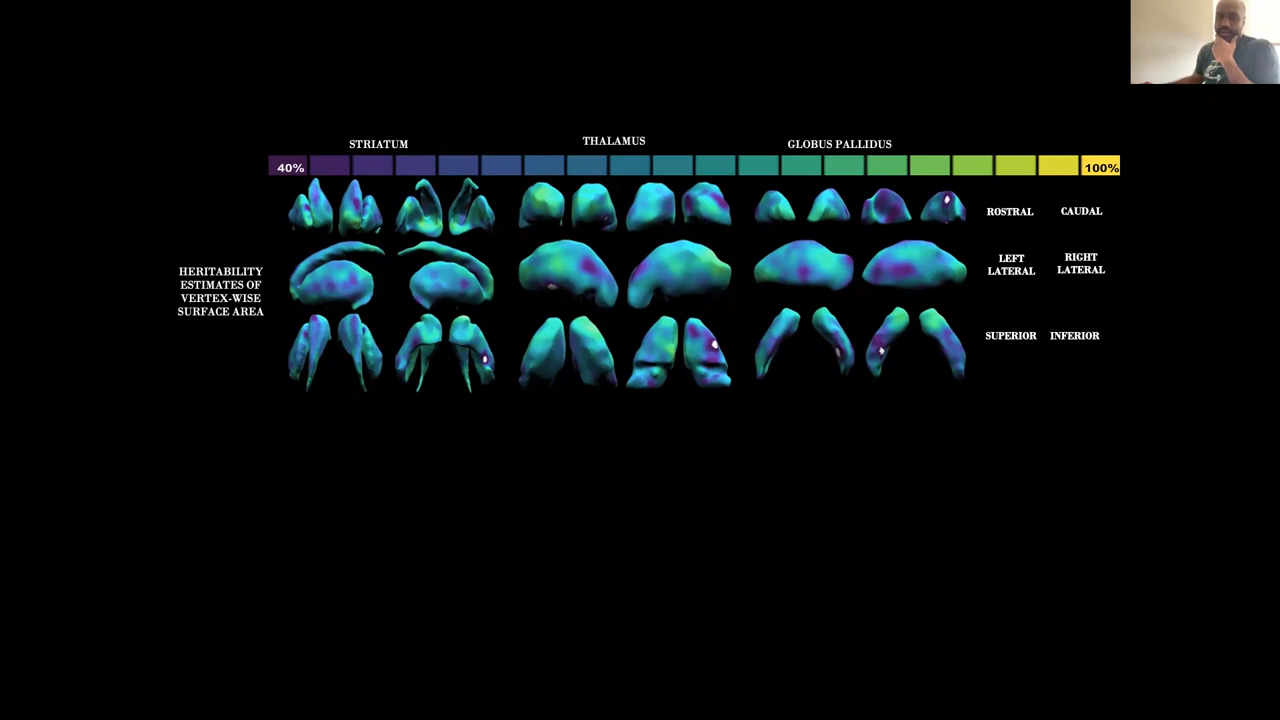 STRIATUM
THALAMUS
GLOBUS PALLIDUS
40%
100%
ROSTRAL
CAUDAL
HERITABILITY
ESTIMATES OF
VERTEX-WISE
SURFACE AREA
LEFT
LATERAL
RIGHT
LATERAL
SUPERIOR
INFERIOR